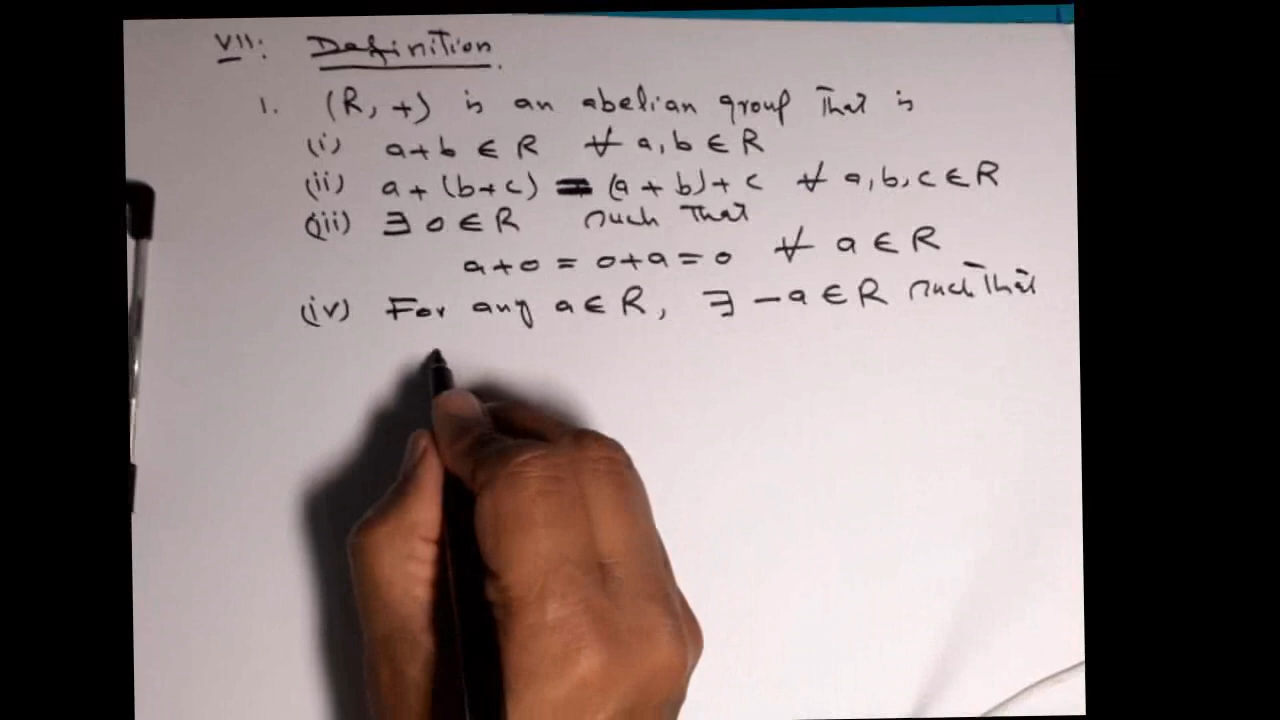 VII: Definition.
1. (R, +) is an abelian group that is
(i) a+b ∈ R ∀ a, b ∈ R
(ii) a + (b+c) = (a + b)+c ∀ a, b, c ∈ R
(iii) ∃ 0 ∈ R such that
a+0 = 0+a = 0 ∀ a ∈ R
(iv) For any a ∈ R, ∃ -a ∈ R such that